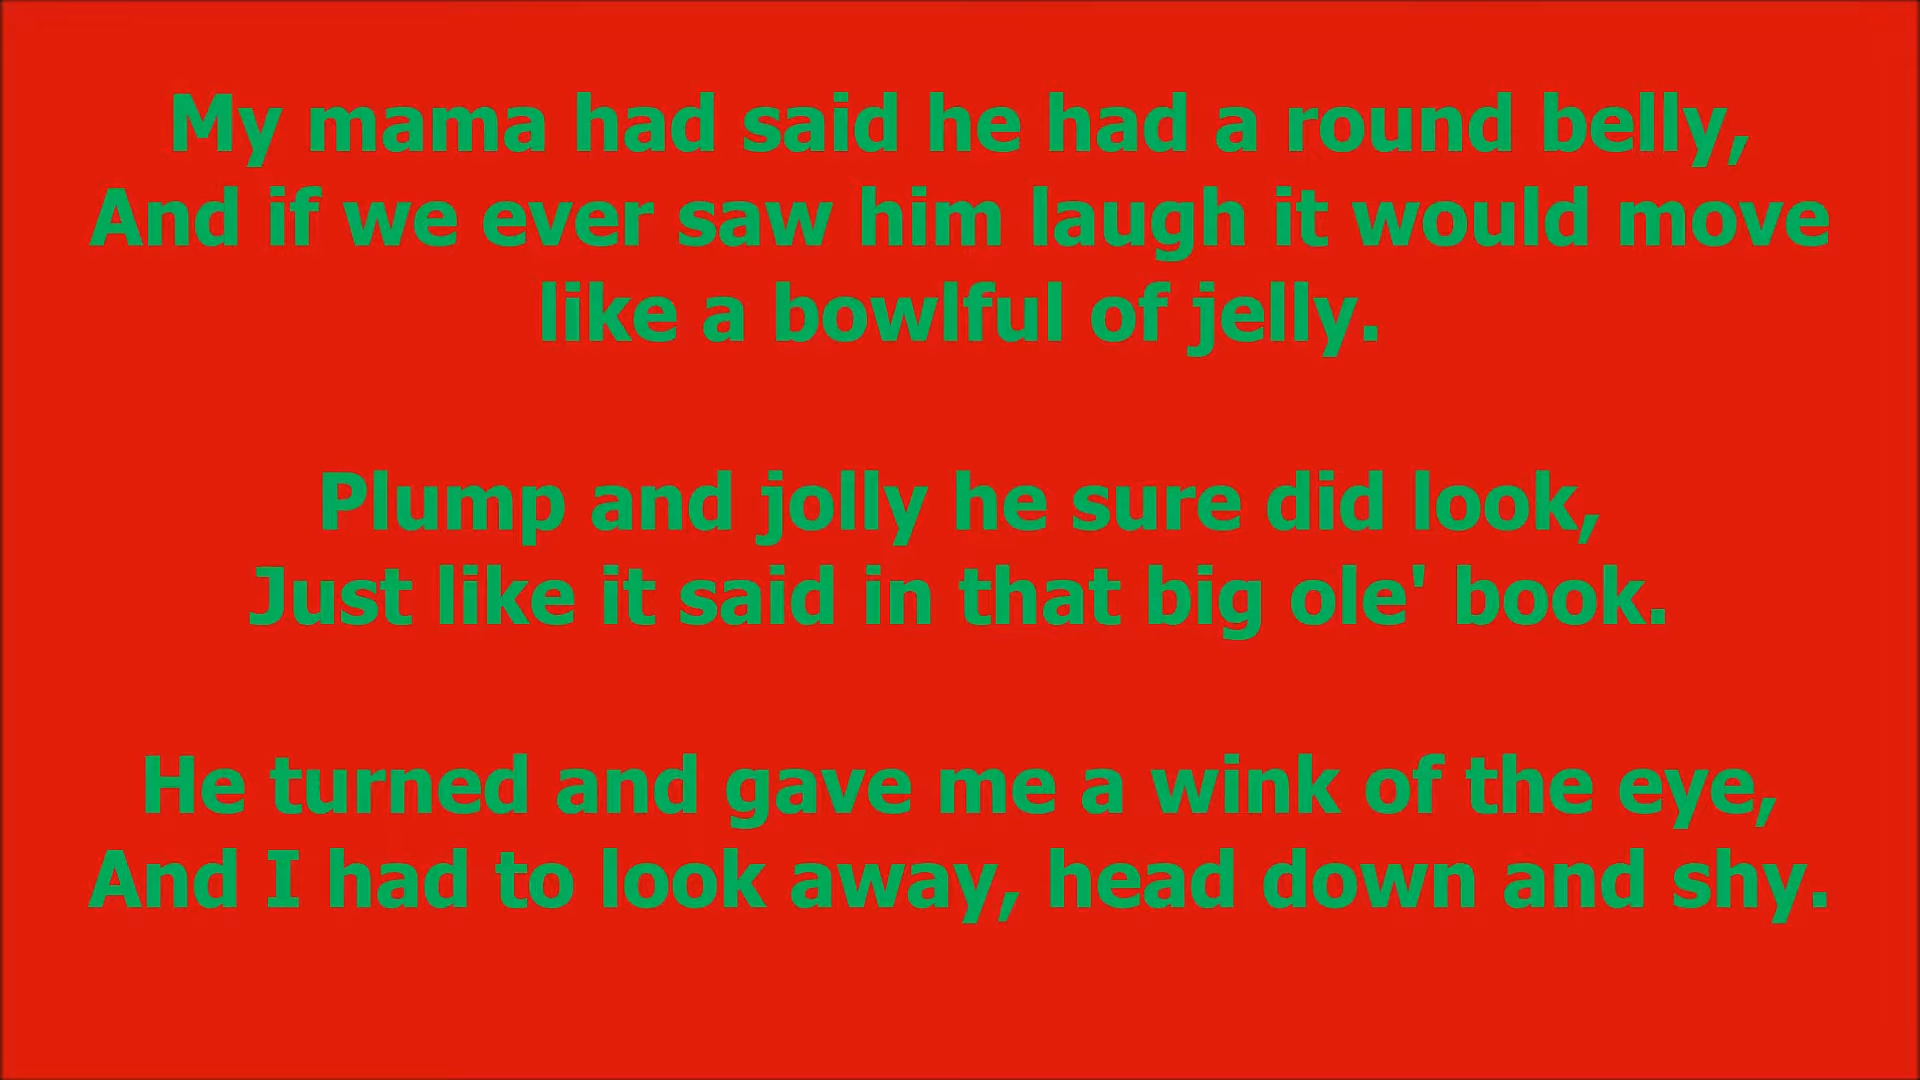 My mama had said he had a round belly,
And if we ever saw him laugh it would move
like a bowlful of jelly.
Plump and jolly he sure did look,
Just like it said in that big ole' book.
He turned and gave me a wink of the eye,
And I had to look away, head down and shy.